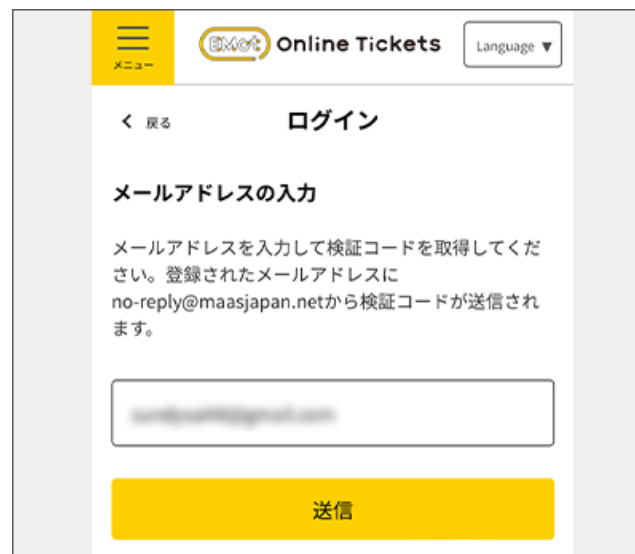 メニュー
EMot Online Tickets
Language ▼
戻る
ログイン
メールアドレスの入力
メールアドレスを入力して検証コードを取得してくだ
さい。登録されたメールアドレスに
no-reply@maasjapan.netから検証コードが送信され
ます。
送信